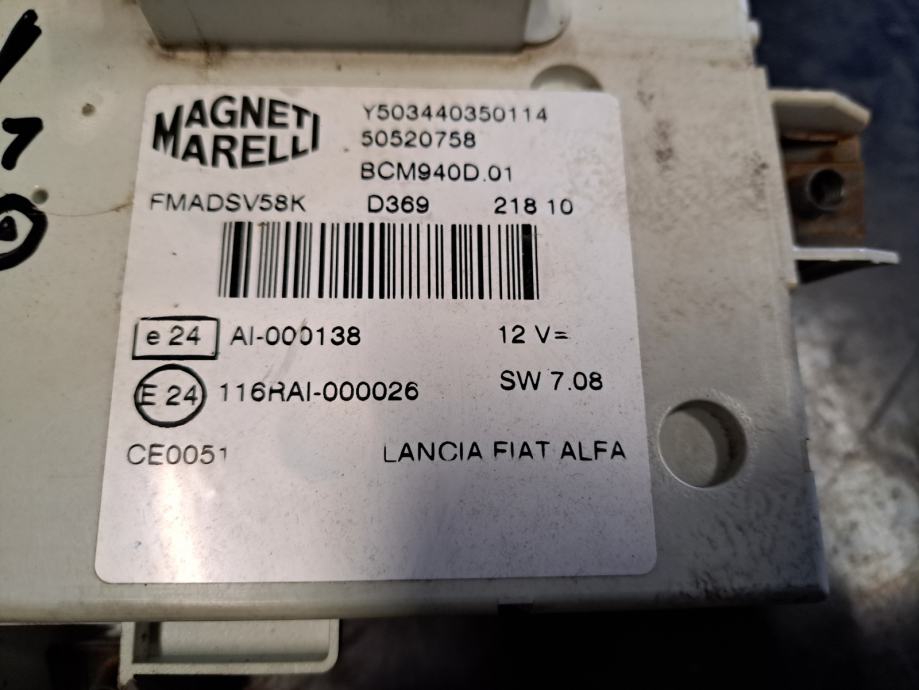 MAGNETI
MARELLI
Y503440350114
50520758
BCM940D.01
FMADSV58K D369 218 10
e 24 AI-000138 12 V=
E 24 116RAI-000026 SW 7.08
CE0051 LANCIA FIAT ALFA
7